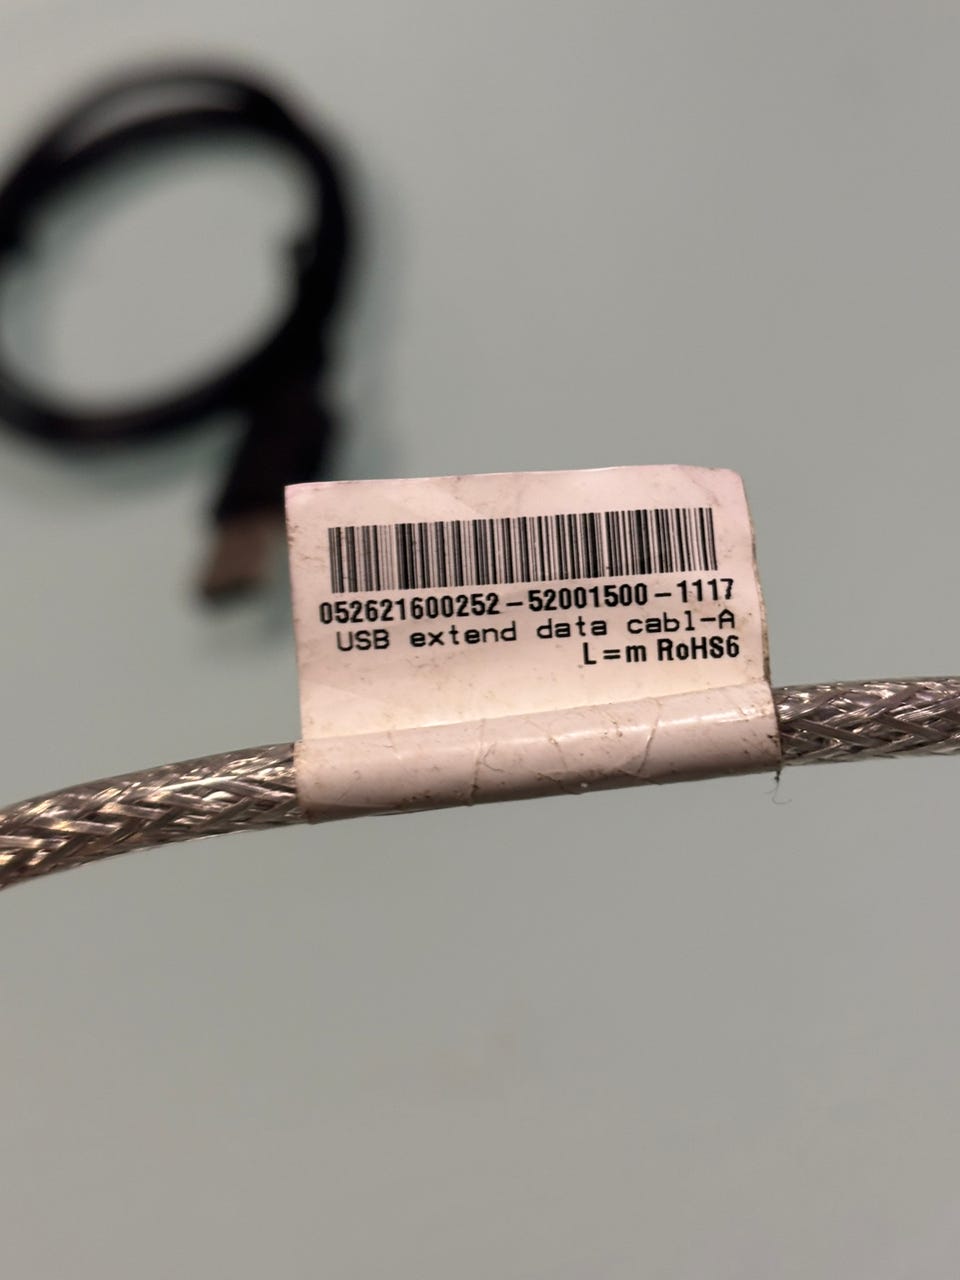 052621600252-52001500-1117
USB extend data cabl-A
L=m RoHS6